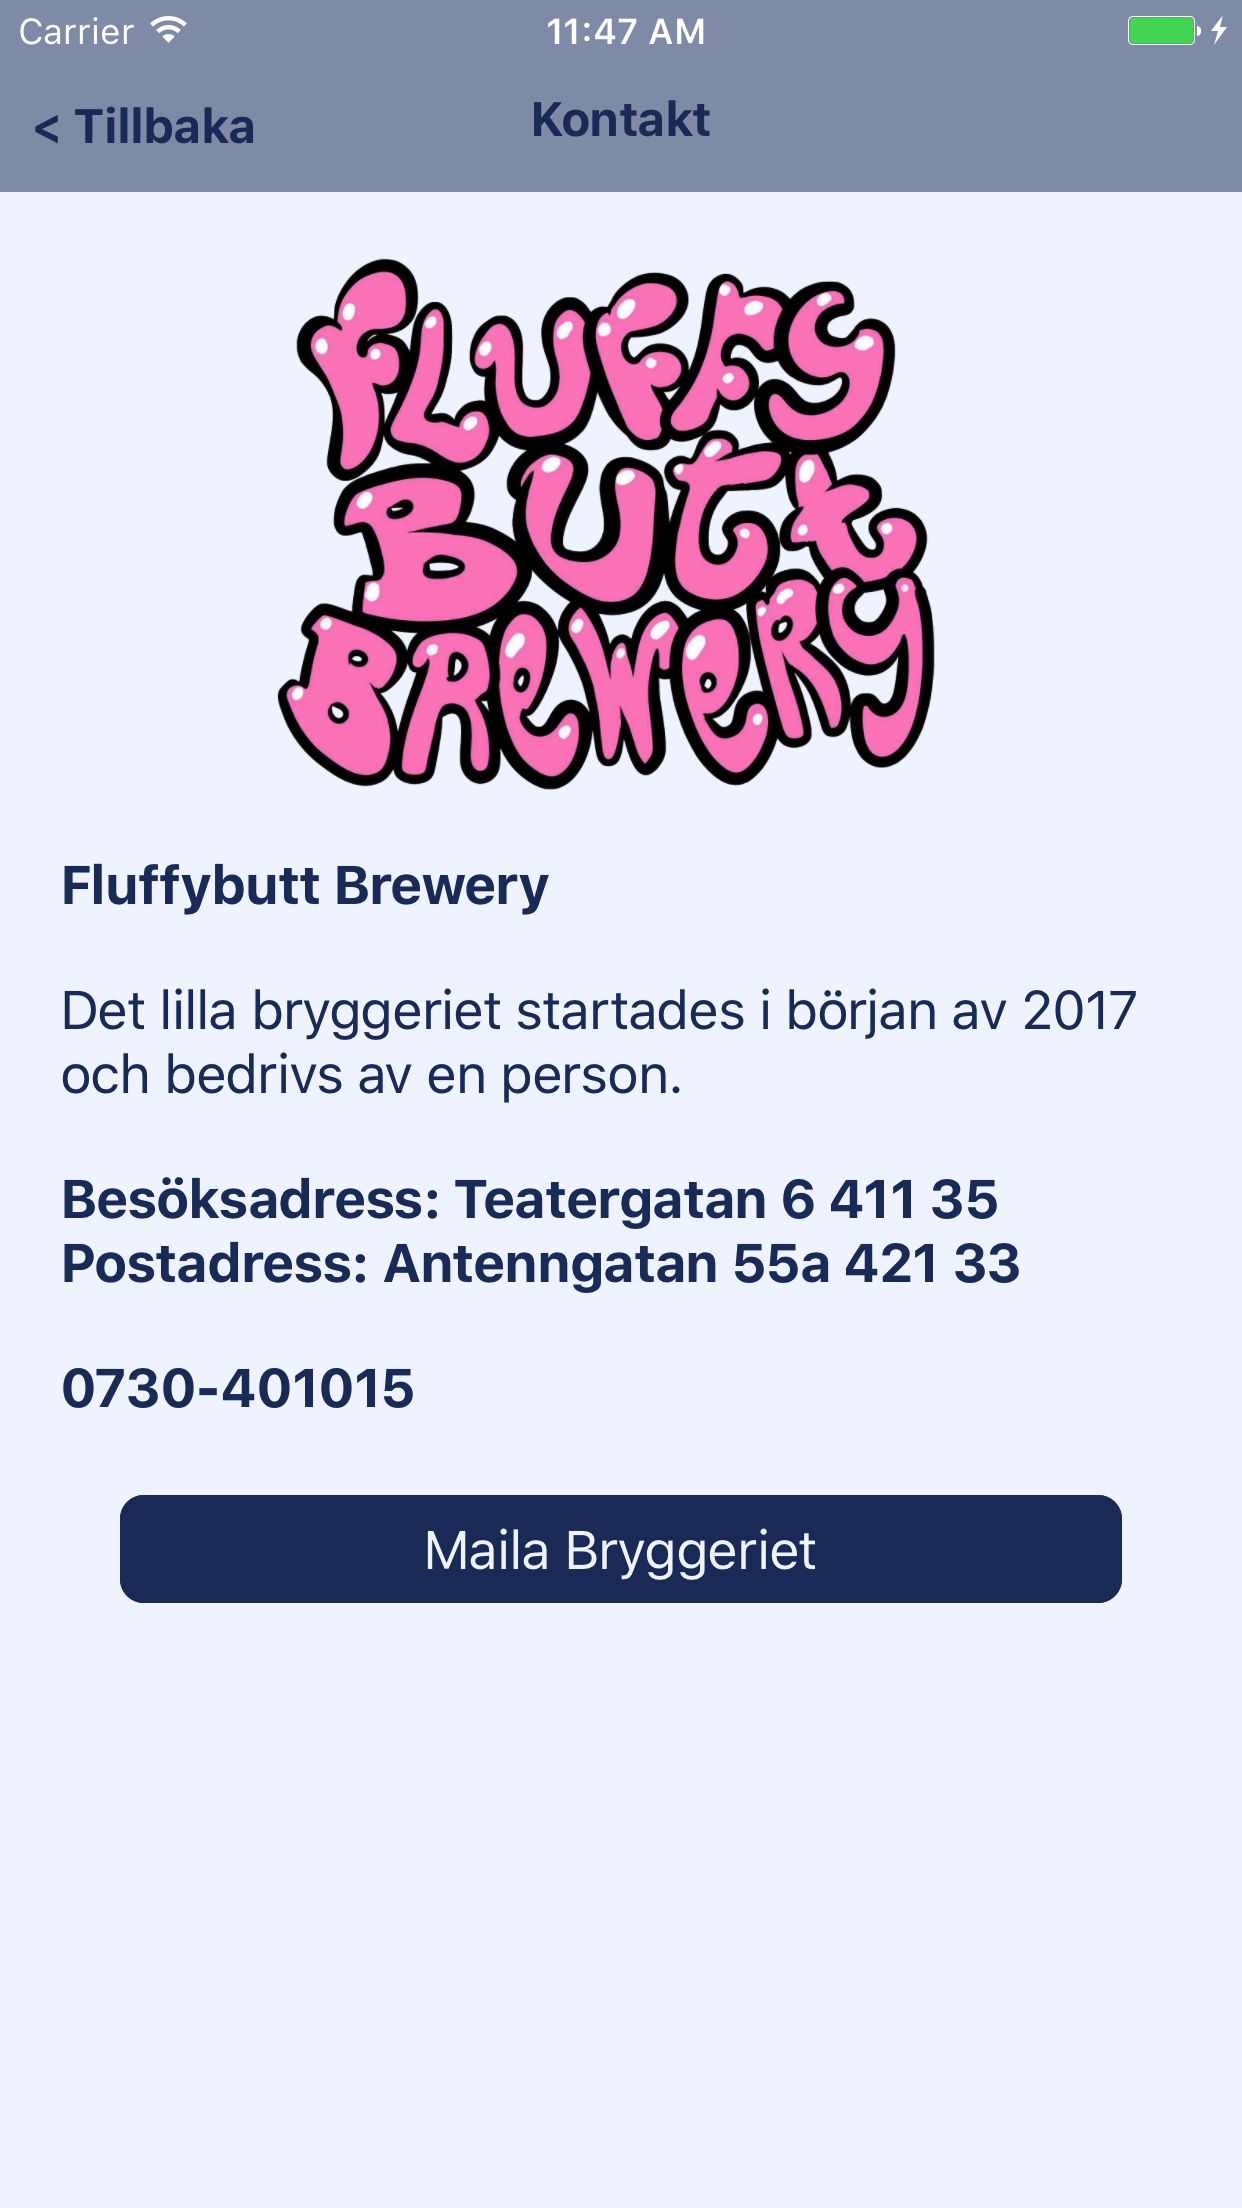 Carrier 11:47 AM
< Tillbaka Kontakt
FLUFFY
BUTT
BREWERY
Fluffybutt Brewery
Det lilla bryggeriet startades i början av 2017
och bedrivs av en person.
Besöksadress: Teatergatan 6 411 35
Postadress: Antenngatan 55a 421 33
0730-401015
Maila Bryggeriet